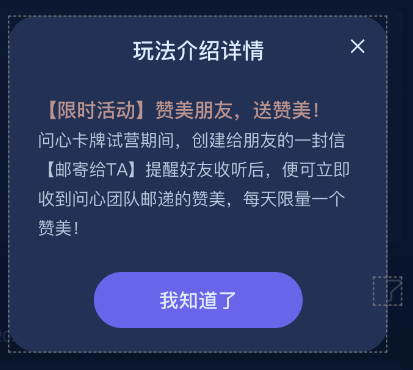 玩法介绍详情
【限时活动】赞美朋友，送赞美！
问心卡牌试营期间，创建给朋友的一封信
【邮寄给TA】提醒好友收听后，便可立即
收到问心团队邮递的赞美，每天限量一个
赞美！
我知道了